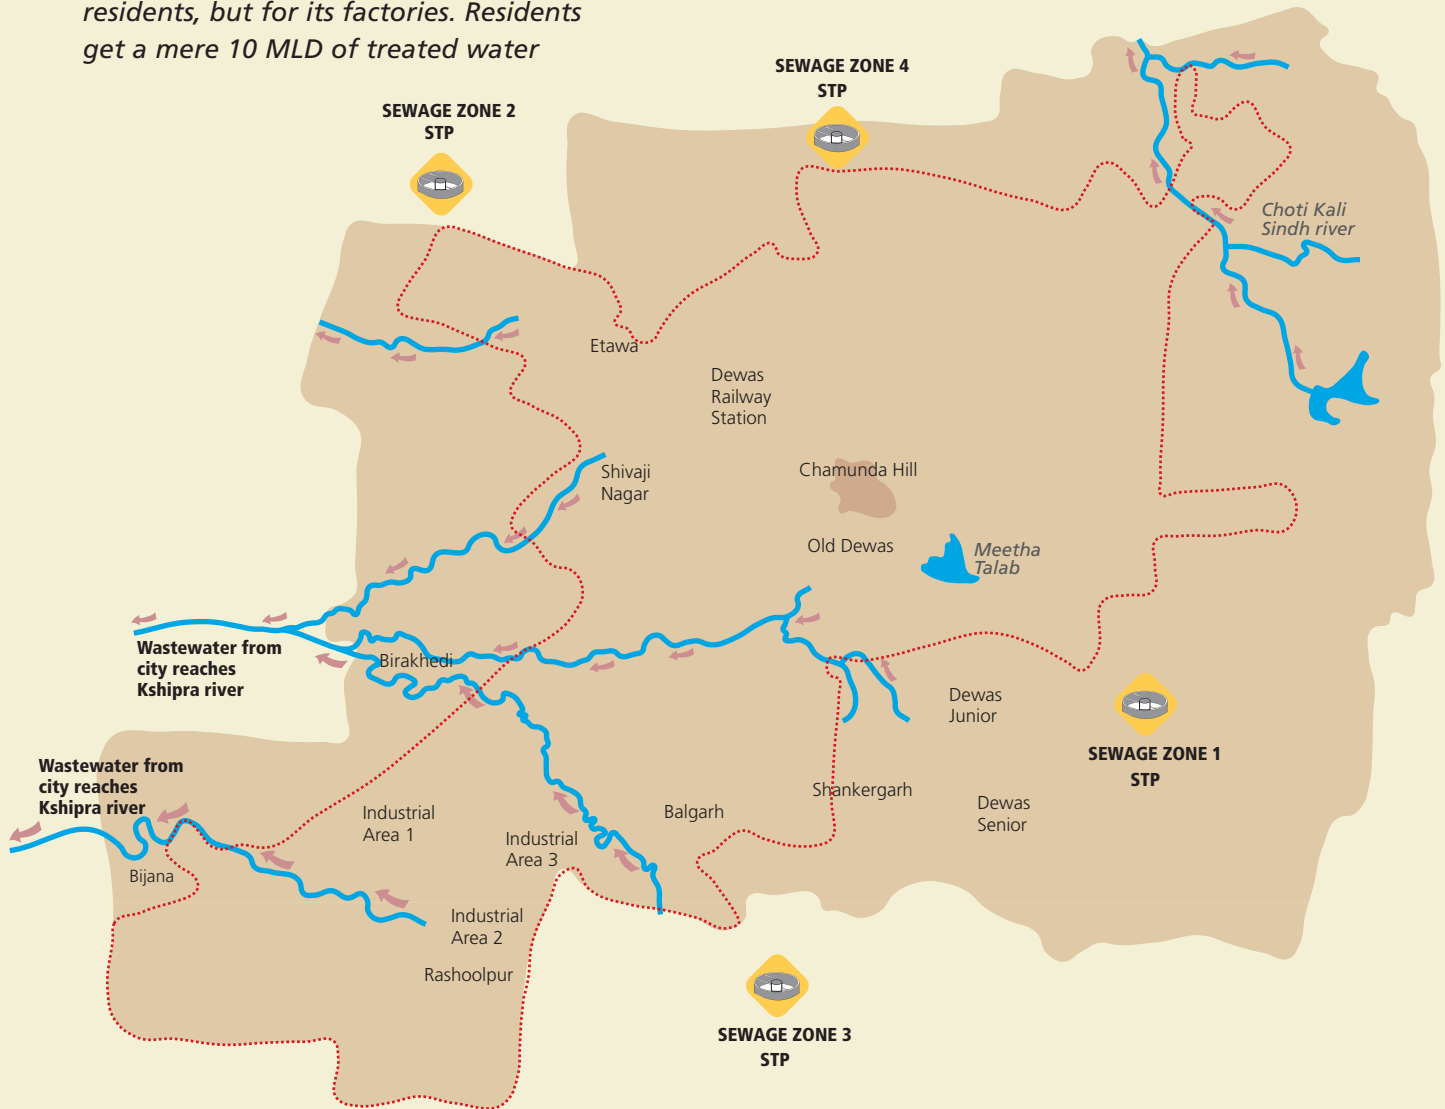 residents, but for its factories. Residents
get a mere 10 MLD of treated water
SEWAGE ZONE 4
STP
SEWAGE ZONE 2
STP
Choti Kali
Sindh river
Etawa
Dewas
Railway
Station
Shivaji
Nagar
Chamunda Hill
Old Dewas
Meetha
Talab
Wastewater from
city reaches
Kshipra river
Birakhedi
Dewas
Junior
SEWAGE ZONE 1
STP
Wastewater from
city reaches
Kshipra river
Shankergarh
Dewas
Senior
Industrial
Area 1
Balgarh
Industrial
Area 3
Bijana
Industrial
Area 2
Rashoolpur
SEWAGE ZONE 3
STP